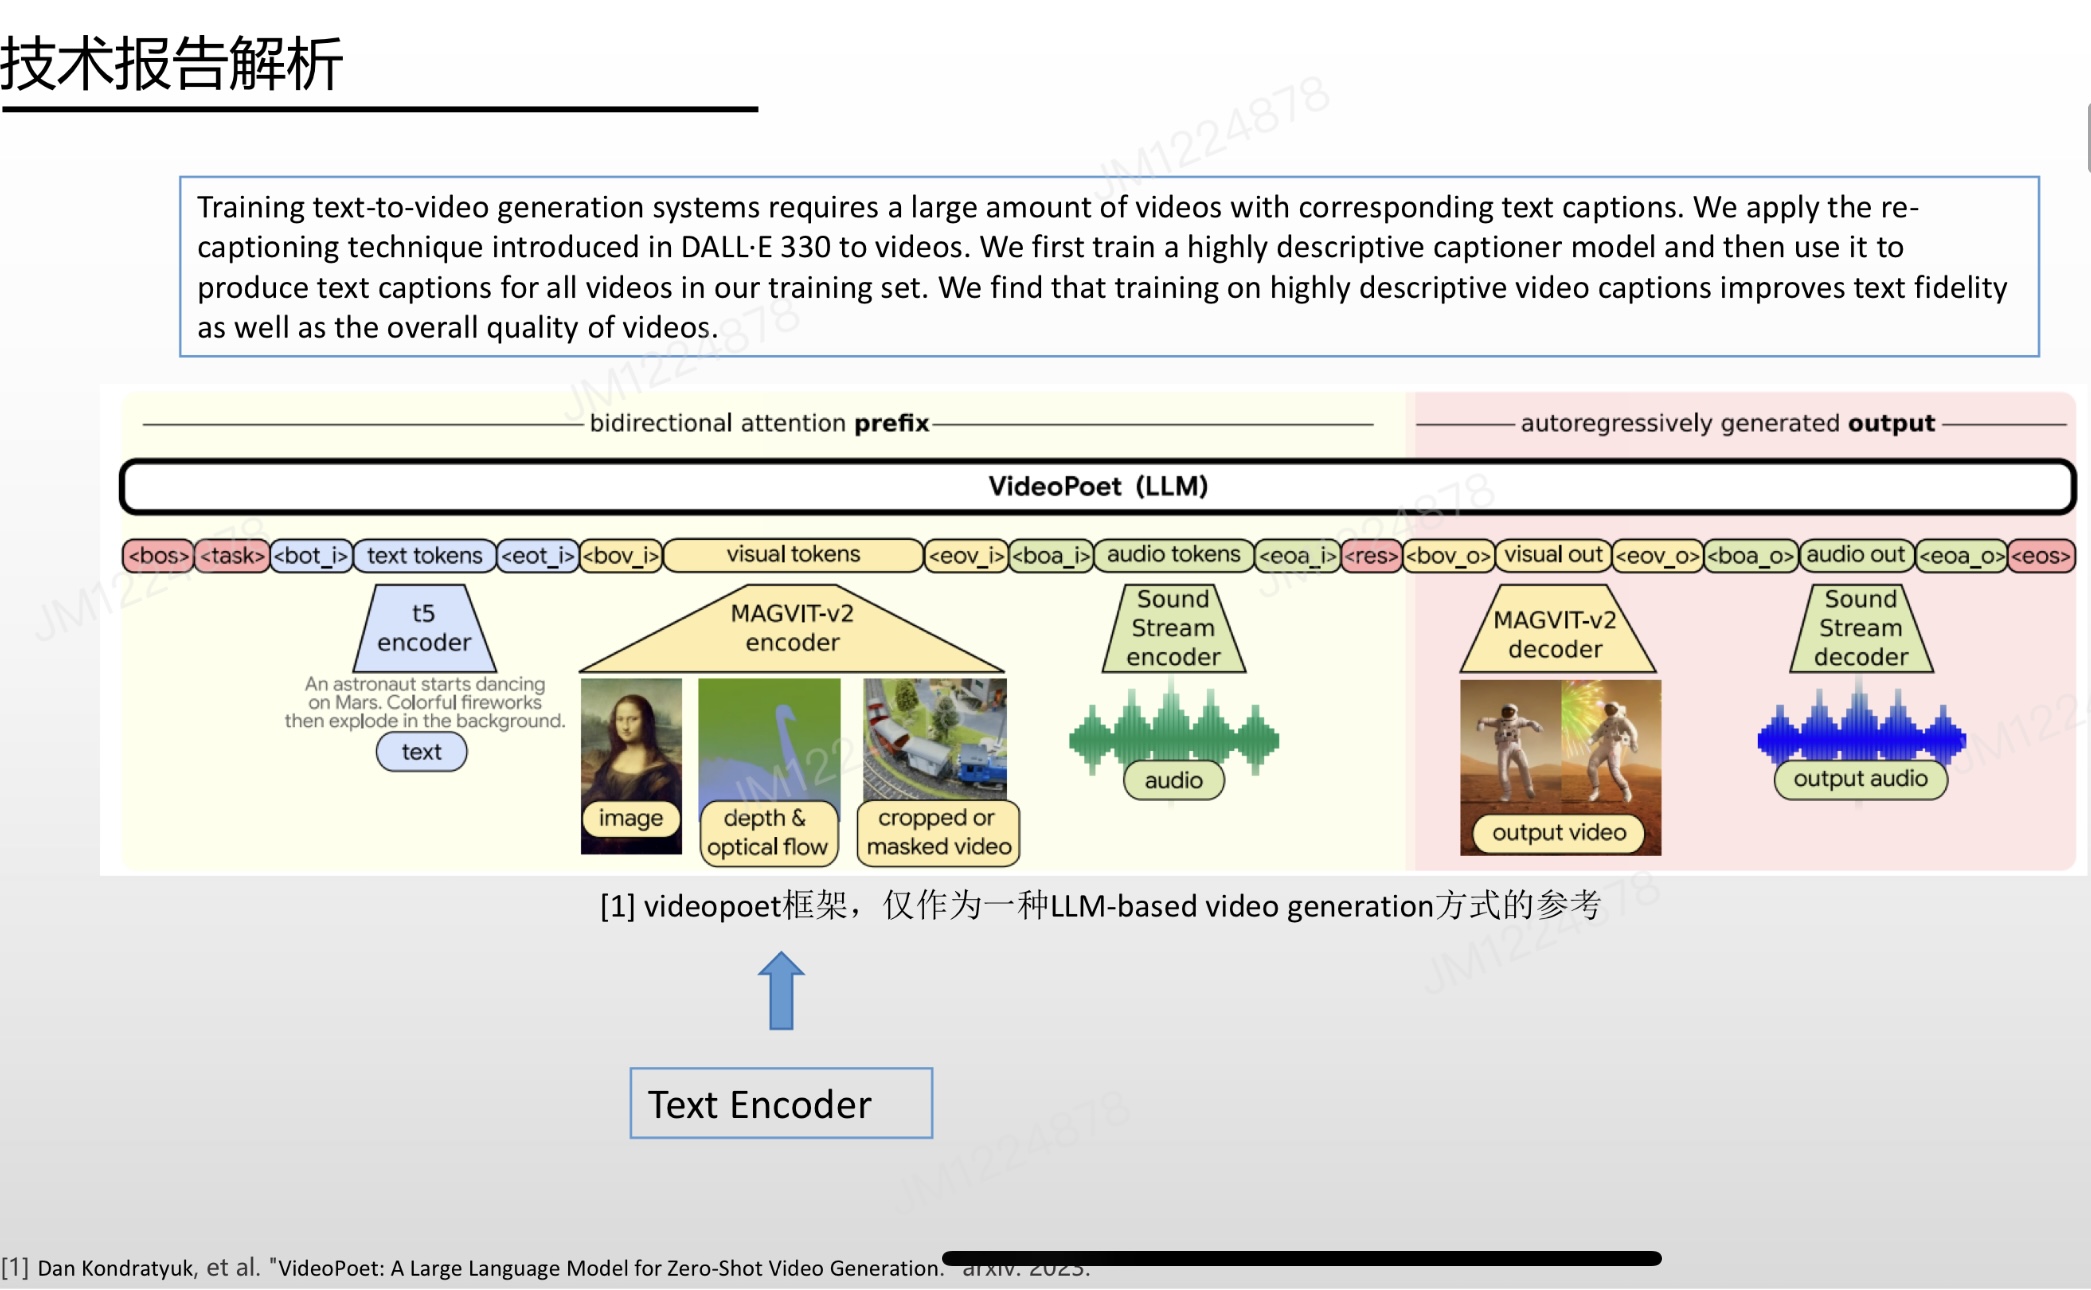 技术报告解析
Training text-to-video generation systems requires a large amount of videos with corresponding text captions. We apply the re-
captioning technique introduced in DALL·E 330 to videos. We first train a highly descriptive captioner model and then use it to
produce text captions for all videos in our training set. We find that training on highly descriptive video captions improves text fidelity
as well as the overall quality of videos.
bidirectional attention prefix
autoregressively generated output
VideoPoet (LLM)
<bos> <task> <bot_i> text tokens <eot_i> <bov_i> visual tokens <eov_i> <boa_i> audio tokens <eoa_i> <res> <bov_o> visual out <eov_o> <boa_o> audio out <eoa_o> <eos>
t5
encoder
MAGVIT-v2
encoder
Sound
Stream
encoder
MAGVIT-v2
decoder
Sound
Stream
decoder
An astronaut starts dancing
on Mars. Colorful fireworks
then explode in the background.
text
image
depth &
optical flow
cropped or
masked video
audio
output video
output audio
[1] videopoet框架，仅作为一种LLM-based video generation方式的参考
Text Encoder
[1] Dan Kondratyuk, et al. "VideoPoet: A Large Language Model for Zero-Shot Video Generation." arxiv. 2023.
JM1224878
JM1224878
JM1224878
JM1224878
JM1224878
JM1224878